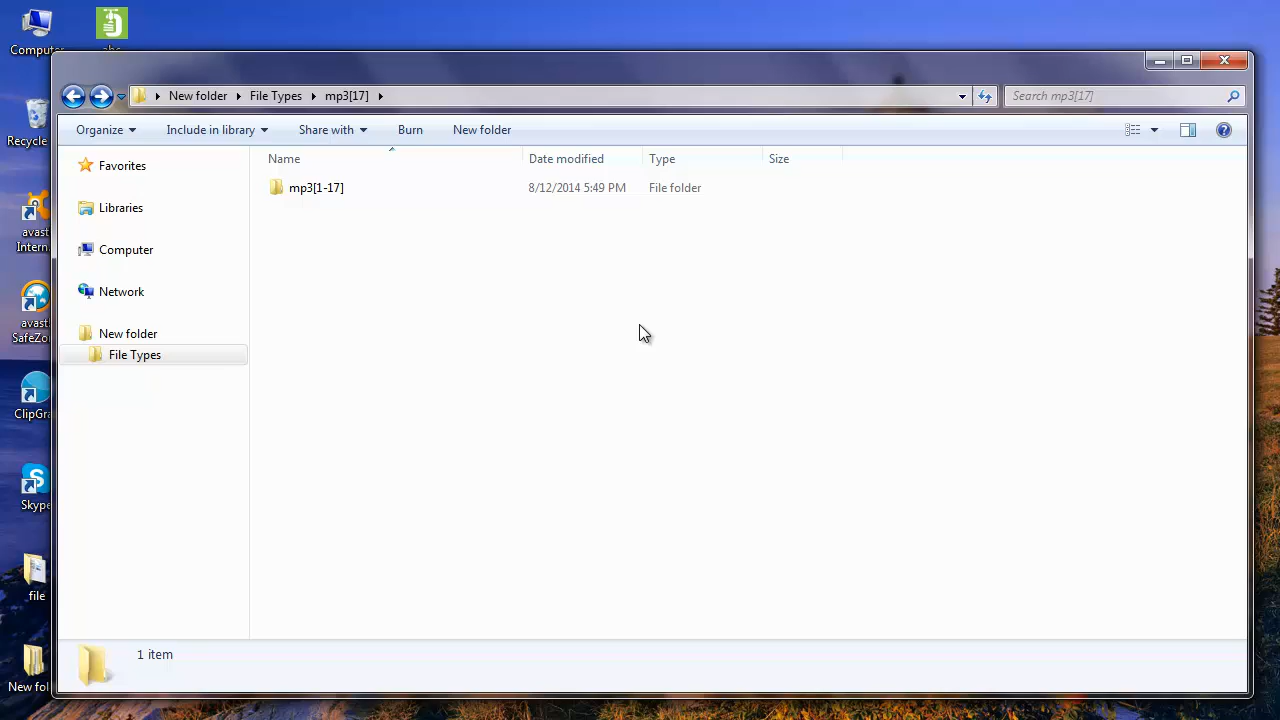 Computer
New folder File Types mp3[17]
Search mp3[17]
Organize Include in library Share with Burn New folder
Name Date modified Type Size
mp3[1-17] 8/12/2014 5:49 PM File folder
Favorites
Libraries
Computer
Network
New folder
File Types
1 item
Recycle
avast!
Intern...
avast!
SafeZo
ClipGra
Skype
file
New fol